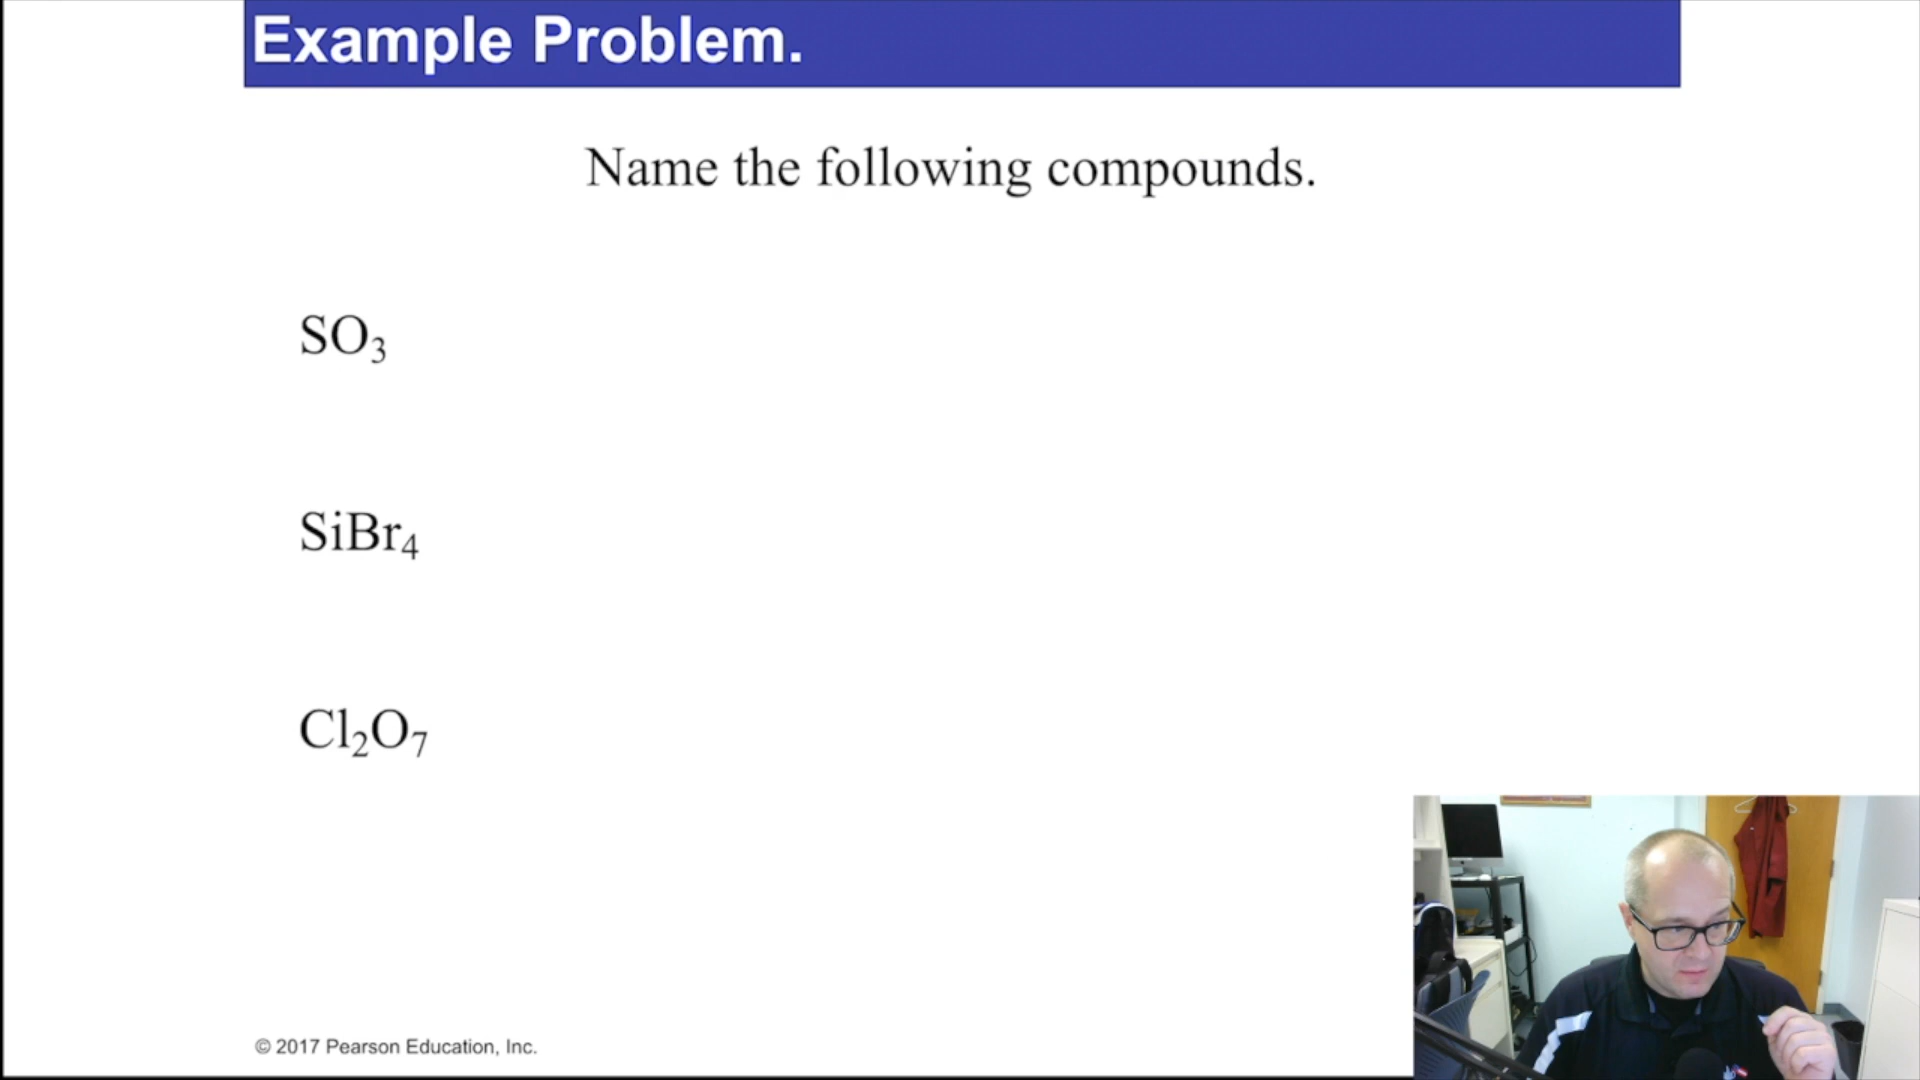 Example Problem.
Name the following compounds.
SO₃
SiBr₄
Cl₂O₇
© 2017 Pearson Education, Inc.